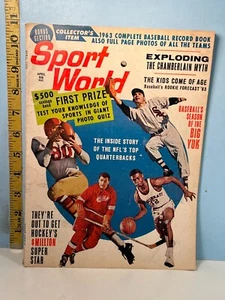 BONUS SECTION
COLLECTOR'S ITEM
1963 COMPLETE BASEBALL RECORD BOOK
ALSO FULL PAGE PHOTOS OF ALL THE TEAMS
Sport World
APRIL
EXPLODING
THE CHAMBERLAIN MYTH
THE KIDS COME OF AGE
Baseball's ROOKIE FORECAST '63
$500
FIRST PRIZE
TEST YOUR KNOWLEDGE OF
SPORTS IN GIANT
PHOTO QUIZ
BASEBALL'S
SEASON
OF THE
BIG
YUK
THE INSIDE STORY
OF THE NFL'S TOP
QUARTERBACKS
THEY'RE
OUT TO GET
HOCKEY'S
$ MILLION
SUPER
STAR